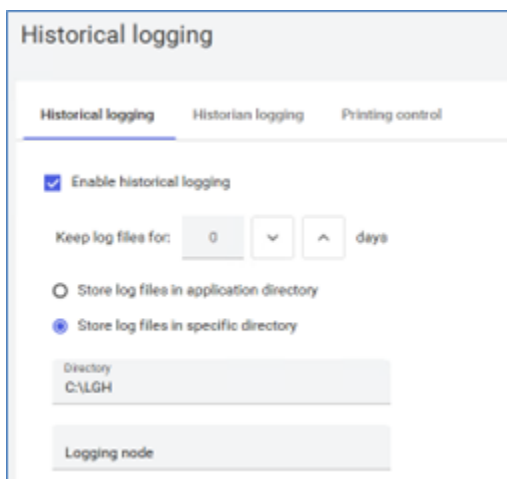 Historical logging
Historical logging Historian logging Printing control
Enable historical logging
Keep log files for: 0 days
Store log files in application directory
Store log files in specific directory
Directory
C:\LGH
Logging node